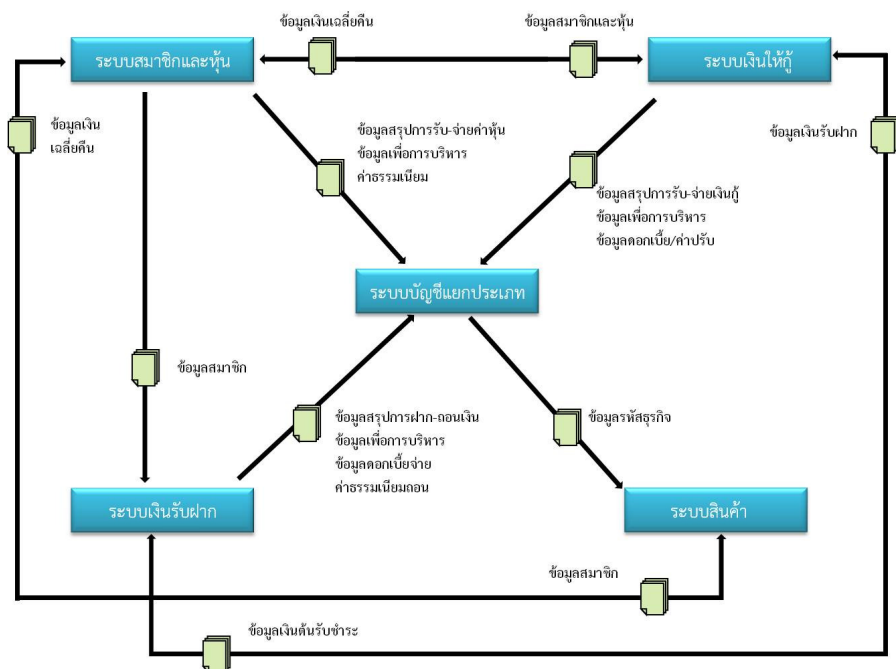 ข้อมูลเงินเฉลี่ยคืน
ข้อมูลสมาชิกและหุ้น
ระบบสมาชิกและหุ้น
ระบบเงินให้กู้
ข้อมูลเงิน
เฉลี่ยคืน
ข้อมูลสรุปการรับ-จ่ายค่าหุ้น
ข้อมูลเพื่อการบริหาร
ค่าธรรมเนียม
ข้อมูลเงินรับฝาก
ข้อมูลสรุปการรับ-จ่ายเงินกู้
ข้อมูลเพื่อการบริหาร
ข้อมูลดอกเบี้ย/ค่าปรับ
ระบบบัญชีแยกประเภท
ข้อมูลสมาชิก
ข้อมูลสรุปการฝาก-ถอนเงิน
ข้อมูลเพื่อการบริหาร
ข้อมูลดอกเบี้ยจ่าย
ค่าธรรมเนียมถอน
ข้อมูลรหัสธุรกิจ
ระบบเงินรับฝาก
ระบบสินค้า
ข้อมูลสมาชิก
ข้อมูลเงินต้นรับชำระ